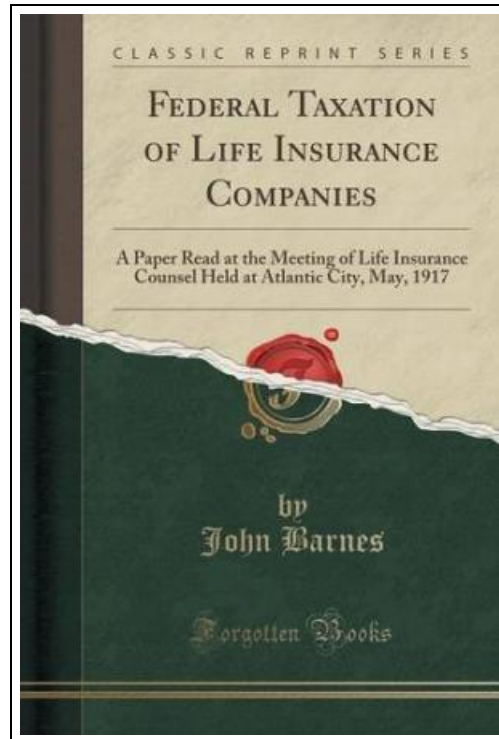 CLASSIC REPRINT SERIES
FEDERAL TAXATION
OF LIFE INSURANCE
COMPANIES
A Paper Read at the Meeting of Life Insurance
Counsel Held at Atlantic City, May, 1917
F
by
John Barnes
Forgotten Books